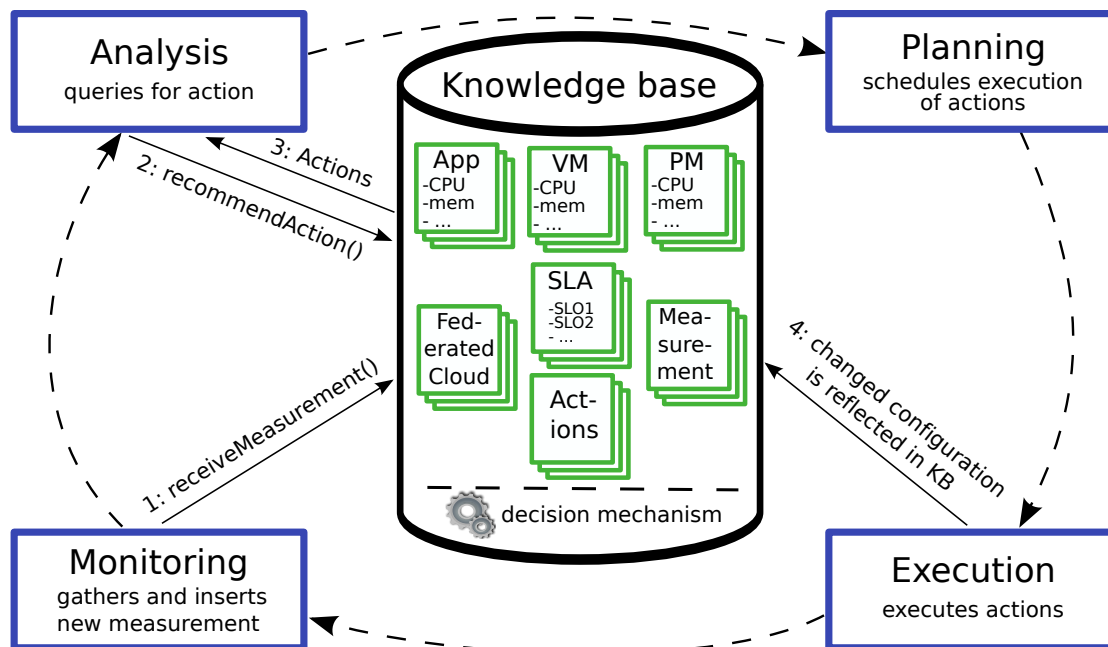 Analysis
queries for action
Planning
schedules execution
of actions
Knowledge base
3: Actions
2: recommendAction()
App
-CPU
-mem
- ...
VM
-CPU
-mem
- ...
PM
-CPU
-mem
- ...
SLA
-SLO1
-SLO2
- ...
Fed-
erated
Cloud
Mea-
sure-
ment
Act-
ions
decision mechanism
1: receiveMeasurement()
4: changed configuration
is reflected in KB
Monitoring
gathers and inserts
new measurement
Execution
executes actions